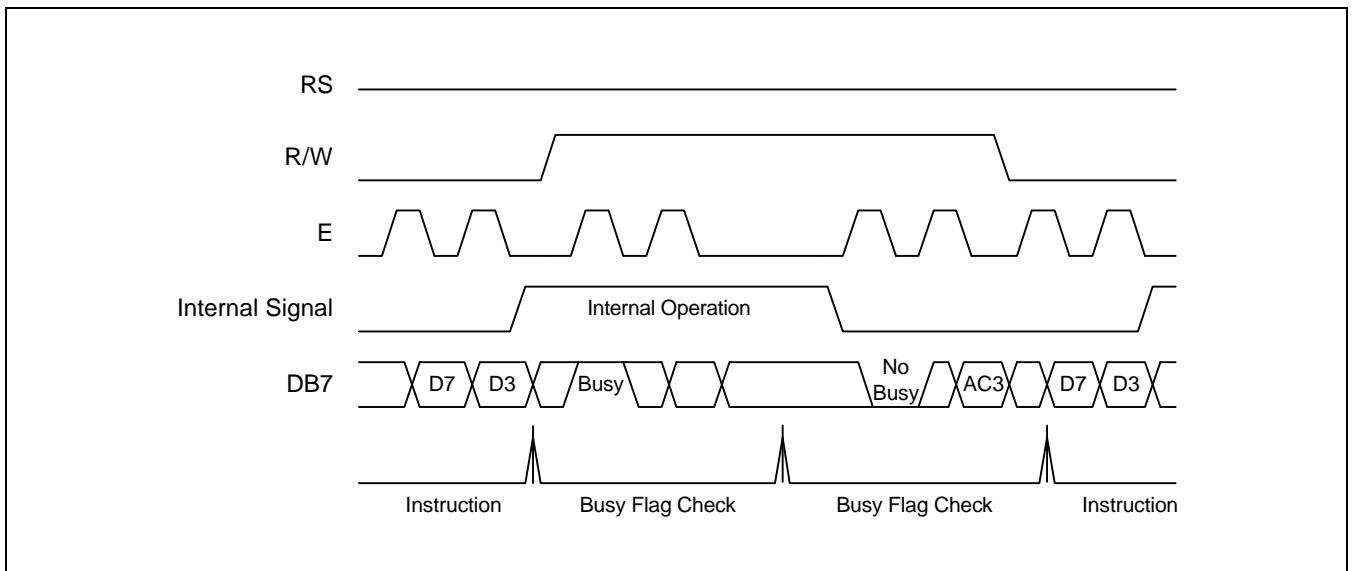 RS
R/W
E
Internal Signal
Internal Operation
DB7
D7
D3
Busy
No
Busy
AC3
D7
D3
Instruction
Busy Flag Check
Busy Flag Check
Instruction